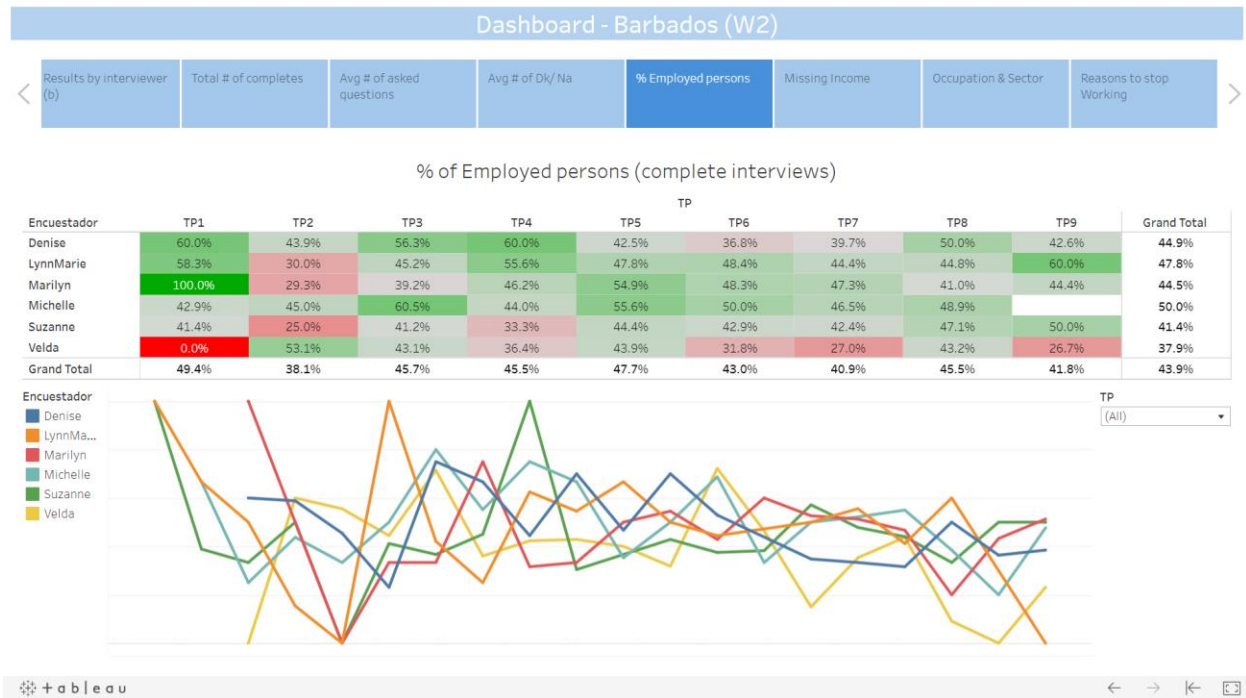 Dashboard - Barbados (W2)
Results by interviewer (b)
Total # of completes
Avg # of asked questions
Avg # of Dk/ Na
% Employed persons
Missing Income
Occupation & Sector
Reasons to stop Working
% of Employed persons (complete interviews)
TP
Encuestador TP1 TP2 TP3 TP4 TP5 TP6 TP7 TP8 TP9 Grand Total
Denise 60.0% 43.9% 56.3% 60.0% 42.5% 36.8% 39.7% 50.0% 42.6% 44.9%
LynnMarie 58.3% 30.0% 45.2% 55.6% 47.8% 48.4% 44.4% 44.8% 60.0% 47.8%
Marilyn 100.0% 29.3% 39.2% 46.2% 54.9% 48.3% 47.3% 41.0% 44.4% 44.5%
Michelle 42.9% 45.0% 60.5% 44.0% 55.6% 50.0% 46.5% 48.9% 50.0%
Suzanne 41.4% 25.0% 41.2% 33.3% 44.4% 42.9% 42.4% 47.1% 50.0% 41.4%
Velda 0.0% 53.1% 43.1% 36.4% 43.9% 31.8% 27.0% 43.2% 26.7% 37.9%
Grand Total 49.4% 38.1% 45.7% 45.5% 47.7% 43.0% 40.9% 45.5% 41.8% 43.9%
Encuestador
Denise
LynnMa...
Marilyn
Michelle
Suzanne
Velda
TP
(All)
+ableau